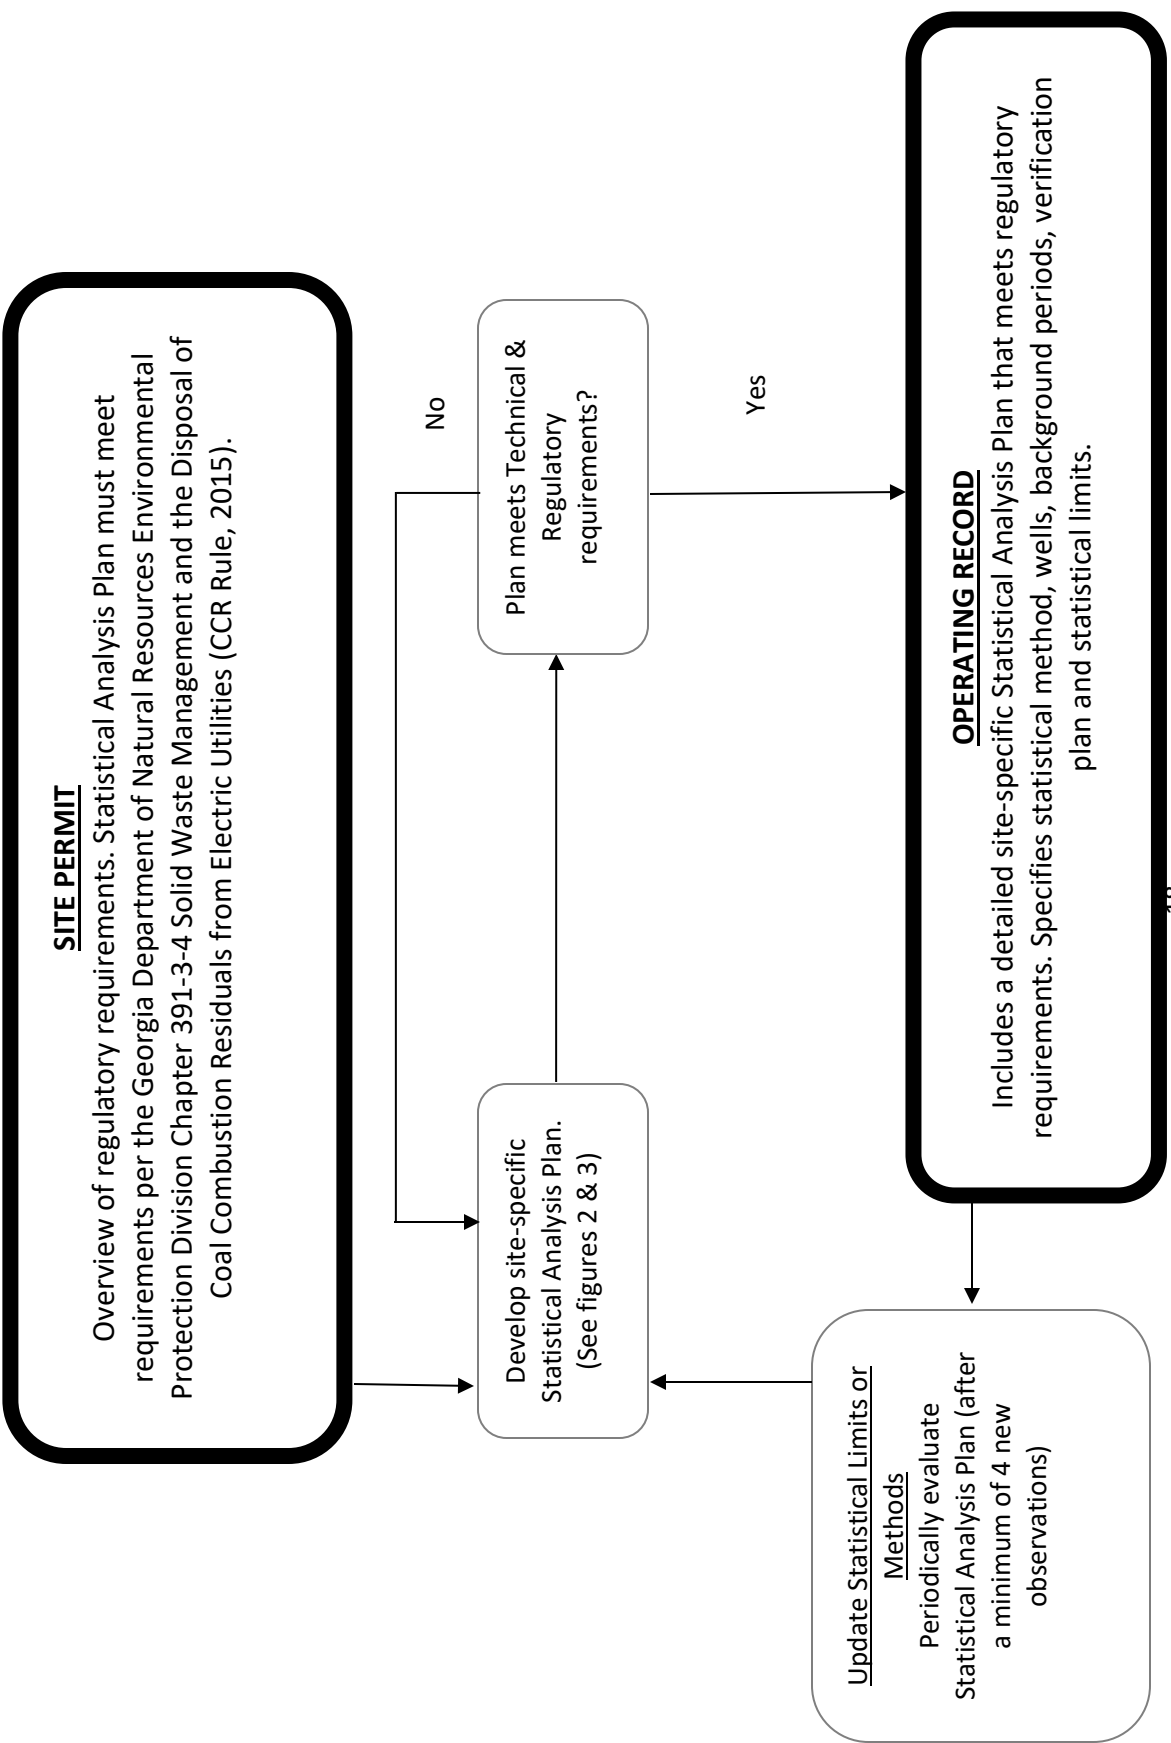 SITE PERMIT
Overview of regulatory requirements. Statistical Analysis Plan must meet
requirements per the Georgia Department of Natural Resources Environmental
Protection Division Chapter 391-3-4 Solid Waste Management and the Disposal of
Coal Combustion Residuals from Electric Utilities (CCR Rule, 2015).
No
Develop site-specific
Statistical Analysis Plan.
(See figures 2 & 3)
Plan meets Technical &
Regulatory
requirements?
Yes
Update Statistical Limits or
Methods
Periodically evaluate
Statistical Analysis Plan (after
a minimum of 4 new
observations)
OPERATING RECORD
Includes a detailed site-specific Statistical Analysis Plan that meets regulatory
requirements. Specifies statistical method, wells, background periods, verification
plan and statistical limits.